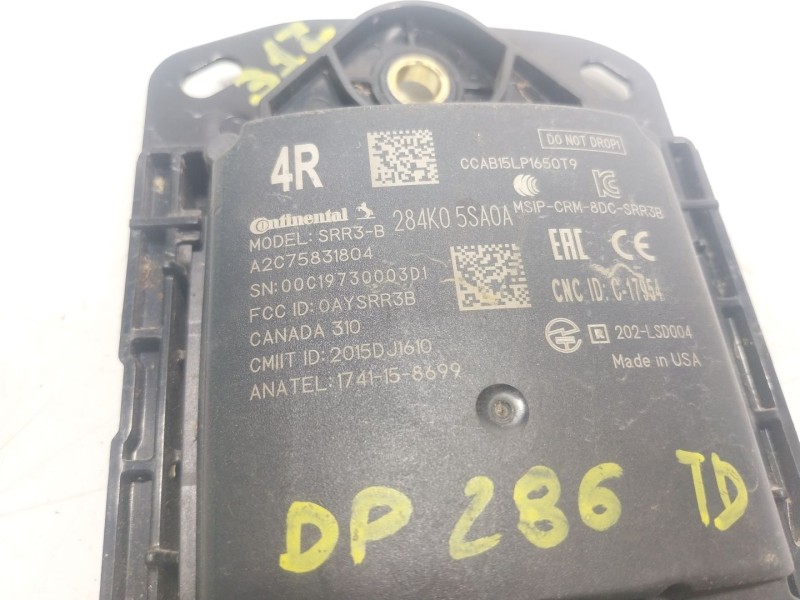 312
DO NOT DROP!
4R
CCAB15LP1650T9
Continental
284K0 5SA0A
MSIP-CRM-8DC-SRR3B
MODEL: SRR3-B
A2C75831804
SN:00C19730003D1
FCC ID: OAYSRR3B
CANADA 310
CMIIT ID: 2015DJ1610
ANATEL: 1741-15-8699
EAC CE
CNC ID: C-17954
R 202-LSD004
Made in USA
DP 286 TD